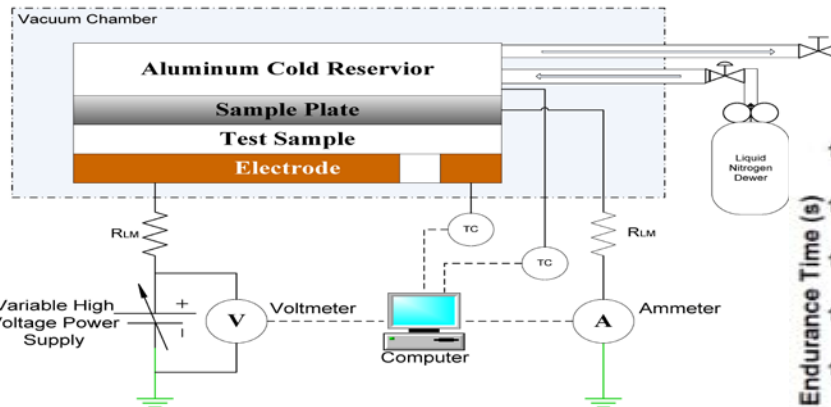 Vacuum Chamber
Aluminum Cold Reservior
Sample Plate
Test Sample
Electrode
Liquid
Nitrogen
Dewer
RLM
TC
TC
RLM
Variable High
Voltage Power
Supply
+
V
Voltmeter
Computer
A
Ammeter
Endurance Time (s)